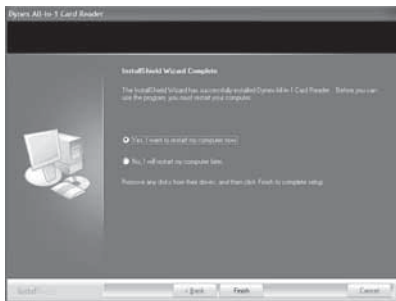 Dynex All-In-1 Card Reader
InstallShield Wizard Complete
The InstallShield Wizard has successfully installed Dynex All In 1 Card Reader. Before you can
use the program, you must restart your computer.
Yes, I want to restart my computer now.
No, I will restart my computer later.
Remove any disks from their drives, and then click Finish to complete setup.
InstallShield
< Back
Finish
Cancel